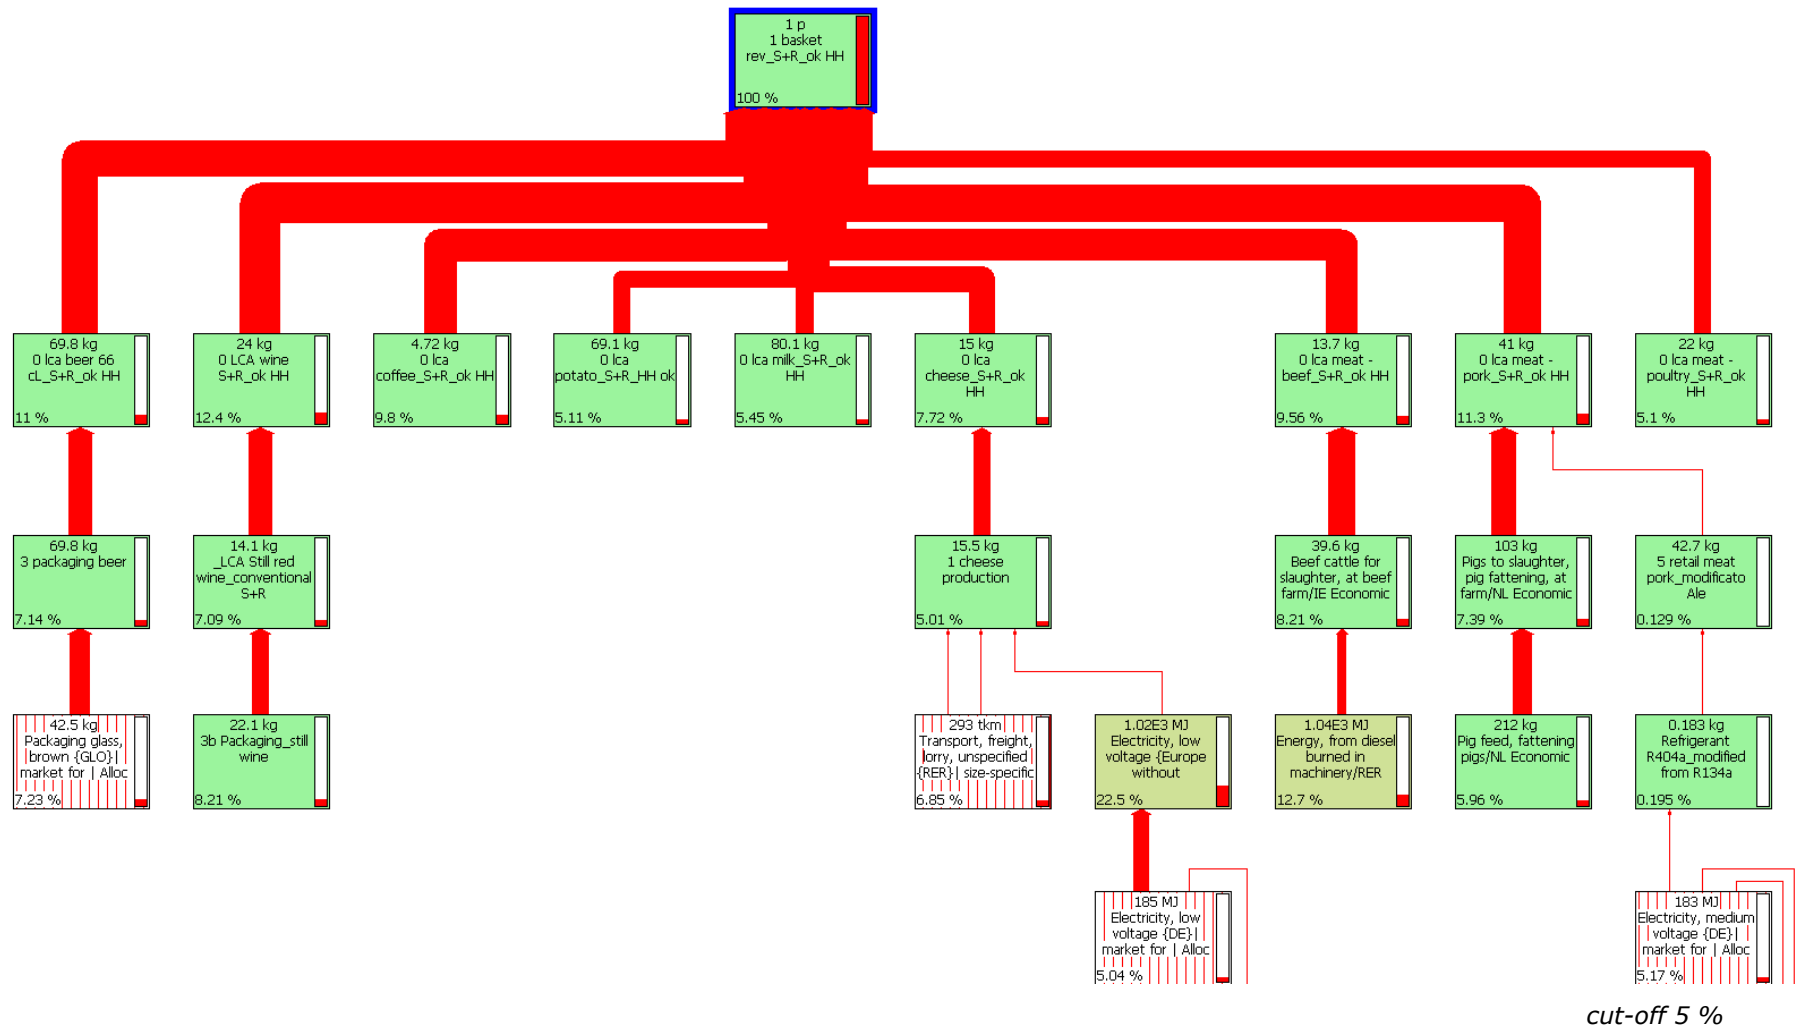 1 p
1 basket
rev_S+R_ok HH
100 %
69.8 kg
0 lca beer 66
cL_S+R_ok HH
11 %
24 kg
0 LCA wine
S+R_ok HH
12.4 %
4.72 kg
0 lca
coffee_S+R_ok HH
9.8 %
69.1 kg
0 lca
potato_S+R_HH ok
5.11 %
80.1 kg
0 lca milk_S+R_ok
HH
5.45 %
15 kg
0 lca
cheese_S+R_ok
HH
7.72 %
13.7 kg
0 lca meat -
beef_S+R_ok HH
9.56 %
41 kg
0 lca meat -
pork_S+R_ok HH
11.3 %
22 kg
0 lca meat -
poultry_S+R_ok
HH
5.1 %
69.8 kg
3 packaging beer
7.14 %
14.1 kg
_LCA Still red
wine_conventional
S+R
7.09 %
15.5 kg
1 cheese
production
5.01 %
39.6 kg
Beef cattle for
slaughter, at beef
farm/IE Economic
8.21 %
103 kg
Pigs to slaughter,
pig fattening, at
farm/NL Economic
7.39 %
42.7 kg
5 retail meat
pork_modificato
Ale
0.129 %
42.5 kg
Packaging glass,
brown {GLO}|
market for | Alloc
7.23 %
22.1 kg
3b Packaging_still
wine
8.21 %
293 tkm
Transport, freight,
lorry, unspecified
{RER}| size-specific
6.85 %
1.02E3 MJ
Electricity, low
voltage {Europe
without
22.5 %
1.04E3 MJ
Energy, from diesel
burned in
machinery/RER
12.7 %
212 kg
Pig feed, fattening
pigs/NL Economic
5.96 %
0.183 kg
Refrigerant
R404a_modified
from R134a
0.195 %
185 MJ
Electricity, low
voltage {DE}|
market for | Alloc
5.04 %
183 MJ
Electricity, medium
voltage {DE}|
market for | Alloc
5.17 %
cut-off 5 %